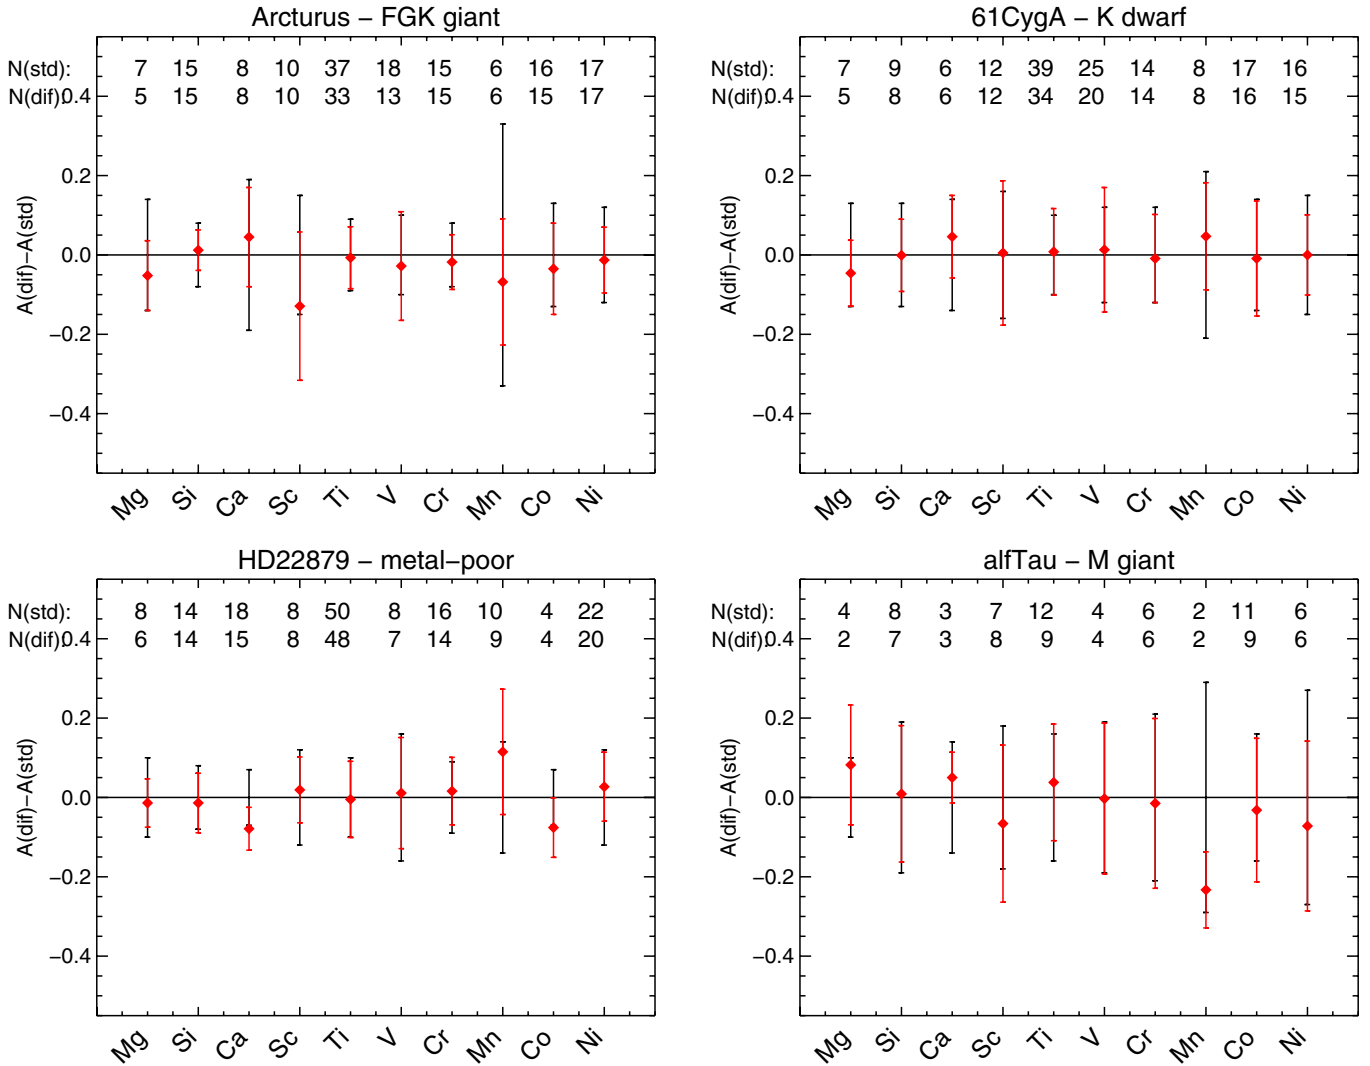 Arcturus − FGK giant
N(std): 7 15 8 10 37 18 15 6 16 17
N(dif): 5 15 8 10 33 13 15 6 15 17
0.4
0.2
0.0
−0.2
−0.4
A(dif)−A(std)
Mg Si Ca Sc Ti V Cr Mn Co Ni
61CygA − K dwarf
N(std): 7 9 6 12 39 25 14 8 17 16
N(dif): 5 8 6 12 34 20 14 8 16 15
0.4
0.2
0.0
−0.2
−0.4
A(dif)−A(std)
Mg Si Ca Sc Ti V Cr Mn Co Ni
HD22879 − metal−poor
N(std): 8 14 18 8 50 8 16 10 4 22
N(dif): 6 14 15 8 48 7 14 9 4 20
0.4
0.2
0.0
−0.2
−0.4
A(dif)−A(std)
Mg Si Ca Sc Ti V Cr Mn Co Ni
alfTau − M giant
N(std): 4 8 3 7 12 4 6 2 11 6
N(dif): 2 7 3 8 9 4 6 2 9 6
0.4
0.2
0.0
−0.2
−0.4
A(dif)−A(std)
Mg Si Ca Sc Ti V Cr Mn Co Ni